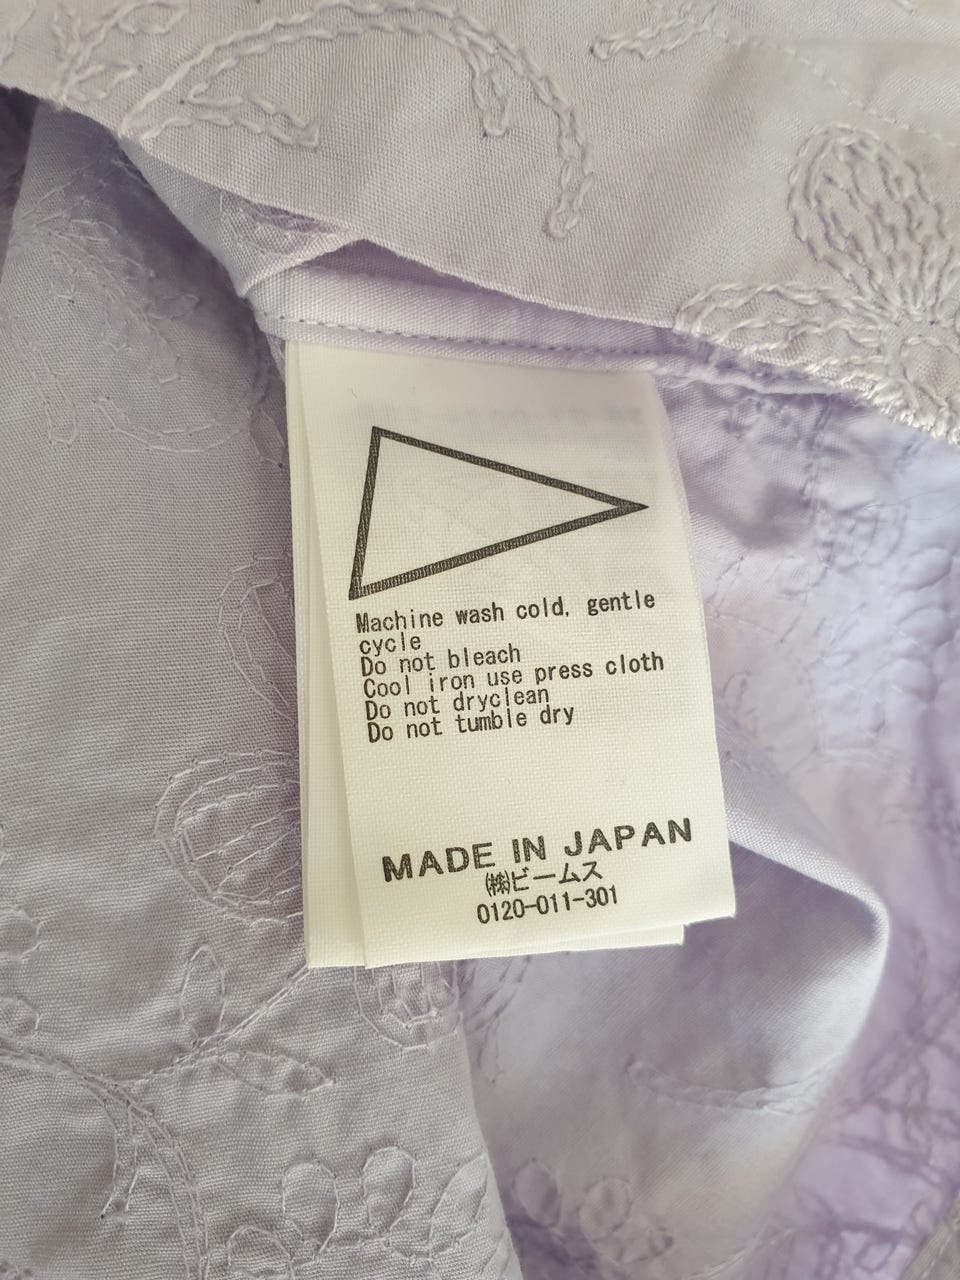 Machine wash cold, gentle
cycle
Do not bleach
Cool iron use press cloth
Do not dryclean
Do not tumble dry
MADE IN JAPAN
㈱ビームス
0120-011-301